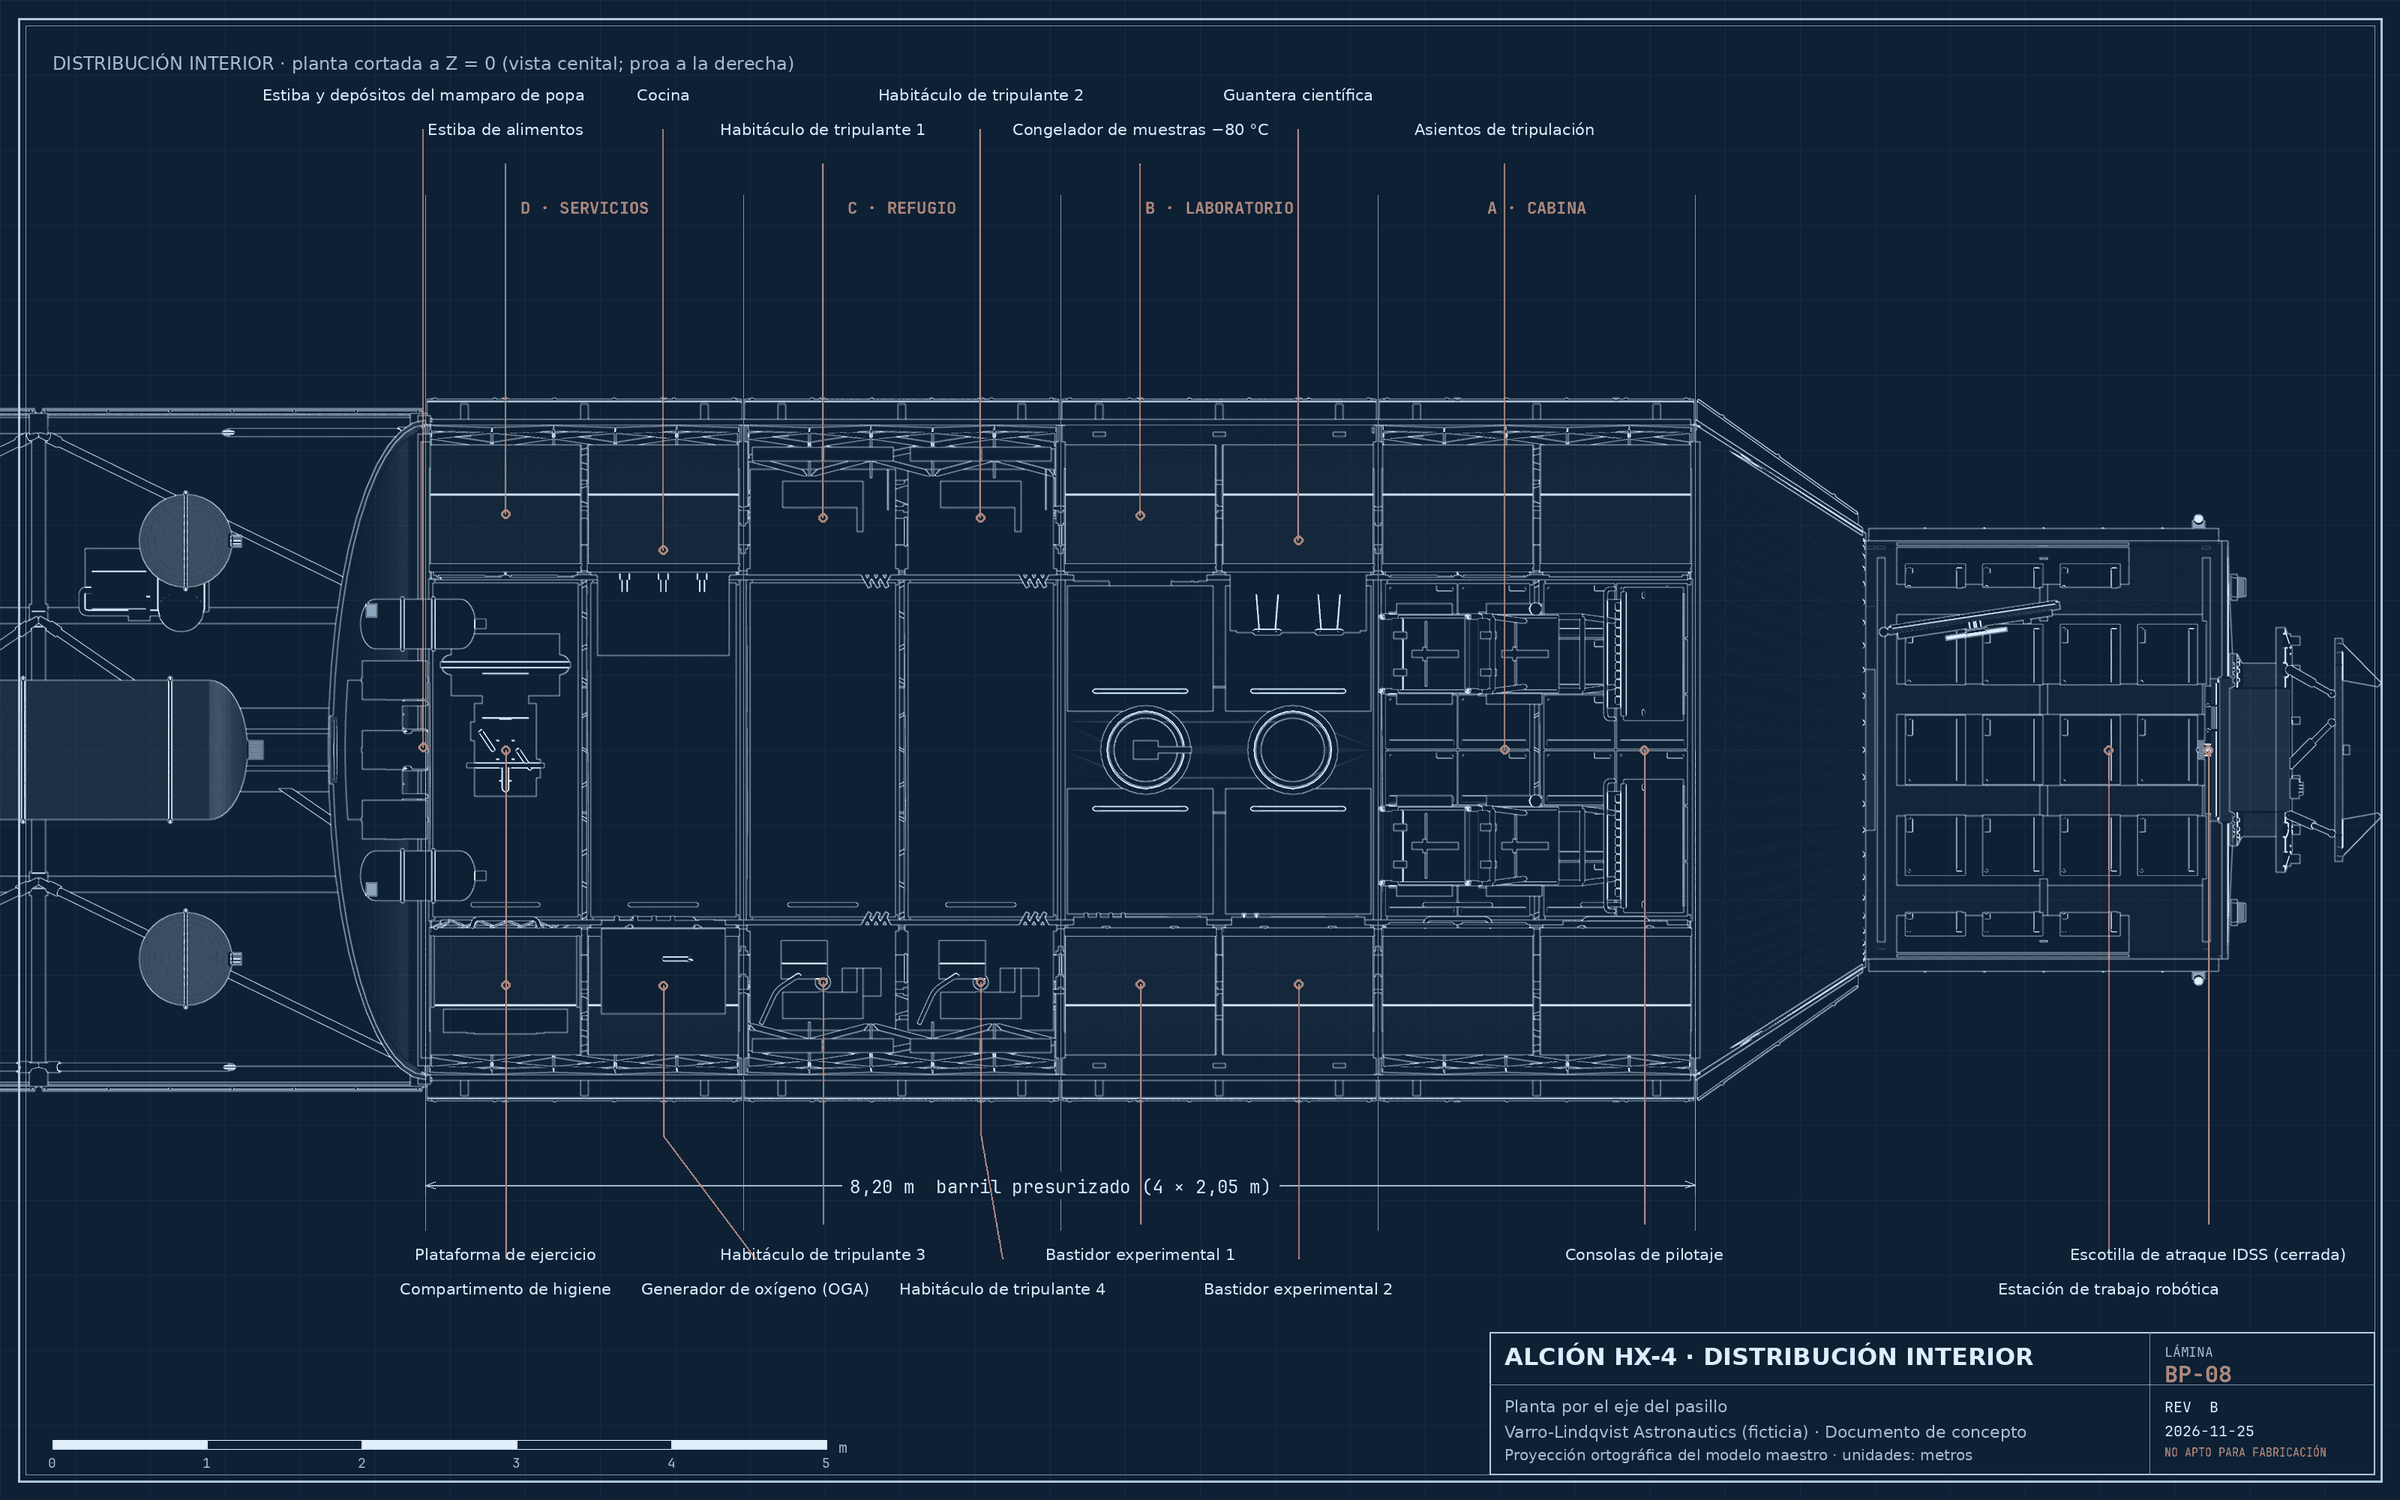 DISTRIBUCIÓN INTERIOR · planta cortada a Z = 0 (vista cenital; proa a la derecha)
Estiba y depósitos del mamparo de popa
Cocina
Habitáculo de tripulante 2
Guantera científica
Estiba de alimentos
Habitáculo de tripulante 1
Congelador de muestras −80 °C
Asientos de tripulación
D · SERVICIOS
C · REFUGIO
B · LABORATORIO
A · CABINA
8,20 m barril presurizado (4 × 2,05 m)
Plataforma de ejercicio
Habitáculo de tripulante 3
Bastidor experimental 1
Consolas de pilotaje
Escotilla de atraque IDSS (cerrada)
Compartimento de higiene
Generador de oxígeno (OGA)
Habitáculo de tripulante 4
Bastidor experimental 2
Estación de trabajo robótica
ALCIÓN HX-4 · DISTRIBUCIÓN INTERIOR
LÁMINA
BP-08
Planta por el eje del pasillo
Varro-Lindqvist Astronautics (ficticia) · Documento de concepto
Proyección ortográfica del modelo maestro · unidades: metros
REV B
2026-11-25
NO APTO PARA FABRICACIÓN
m
0 1 2 3 4 5